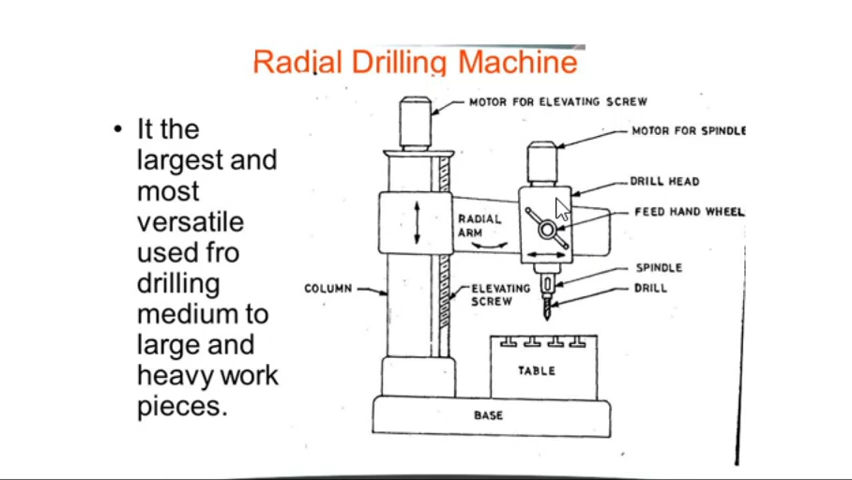 Radial Drilling Machine
• It the
largest and
most
versatile
used fro
drilling
medium to
large and
heavy work
pieces.
MOTOR FOR ELEVATING SCREW
MOTOR FOR SPINDLE
DRILL HEAD
FEED HAND WHEEL
RADIAL
ARM
SPINDLE
COLUMN
ELEVATING
SCREW
DRILL
TABLE
BASE